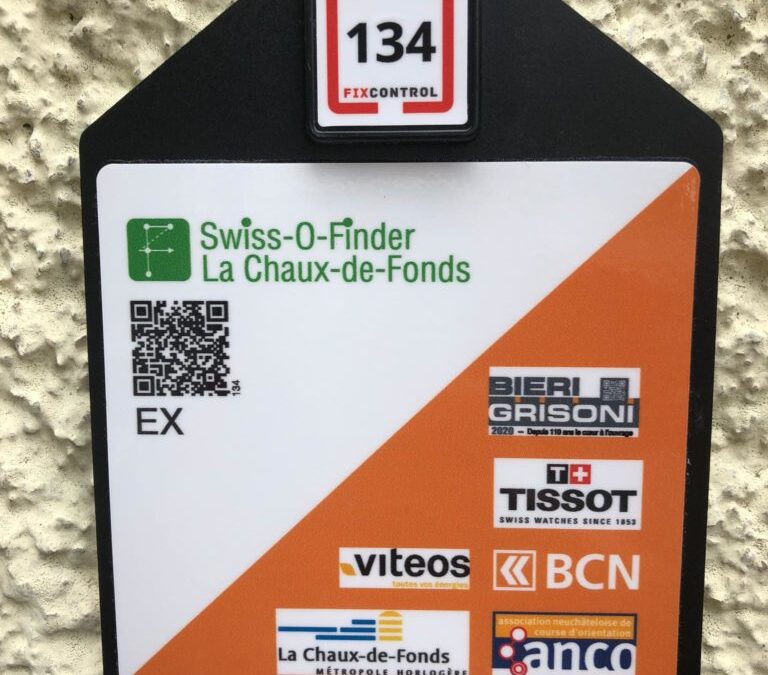 134
FIXCONTROL
Swiss-O-Finder
La Chaux-de-Fonds
134
EX
BIERI
GRISONI
2020 – Depuis 110 ans le cœur à l'ouvrage
T+
TISSOT
SWISS WATCHES SINCE 1853
viteos
toutes vos énergies
BCN
La Chaux-de-Fonds
MÉTROPOLE HORLOGÈRE
association neuchâteloise de
course d'orientation
anco